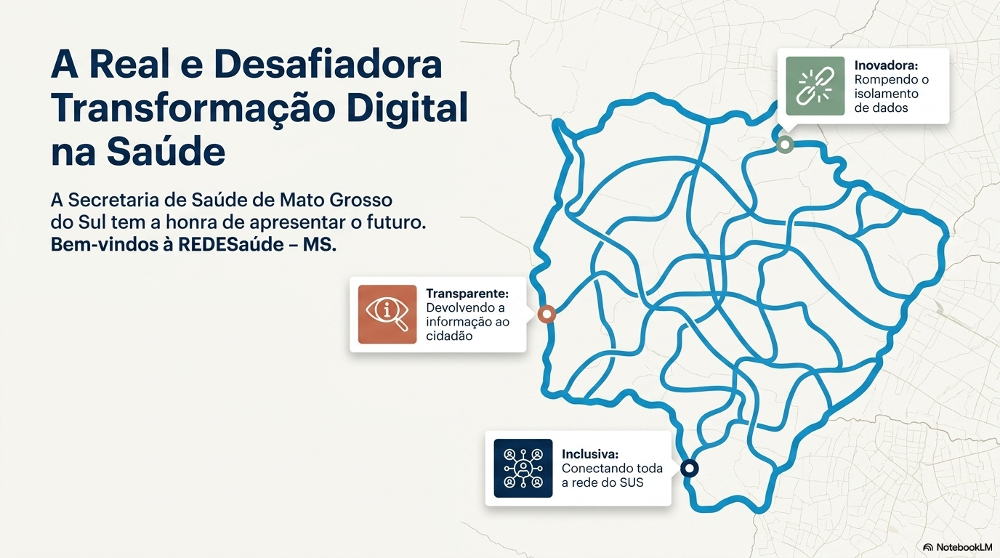 A Real e Desafiadora
Transformação Digital
na Saúde
A Secretaria de Saúde de Mato Grosso
do Sul tem a honra de apresentar o futuro.
Bem-vindos à REDESaúde – MS.
Inovadora:
Rompendo o
isolamento
de dados
Transparente:
Devolvendo a
informação ao
cidadão
Inclusiva:
Conectando toda
a rede do SUS
NotebookLM